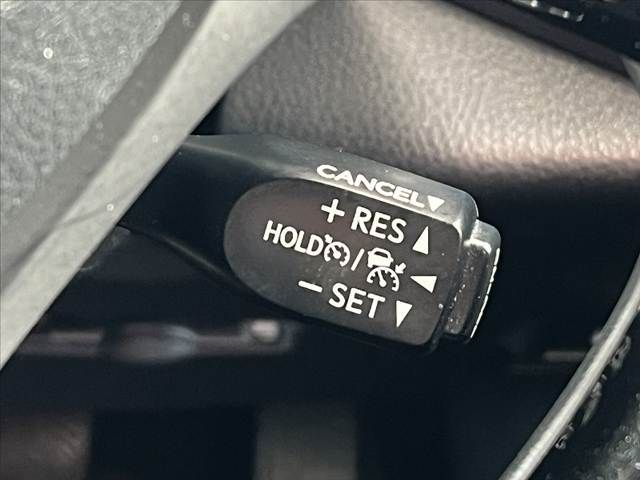 CANCEL▼
+ RES ▲
HOLD / ◀
− SET ▼